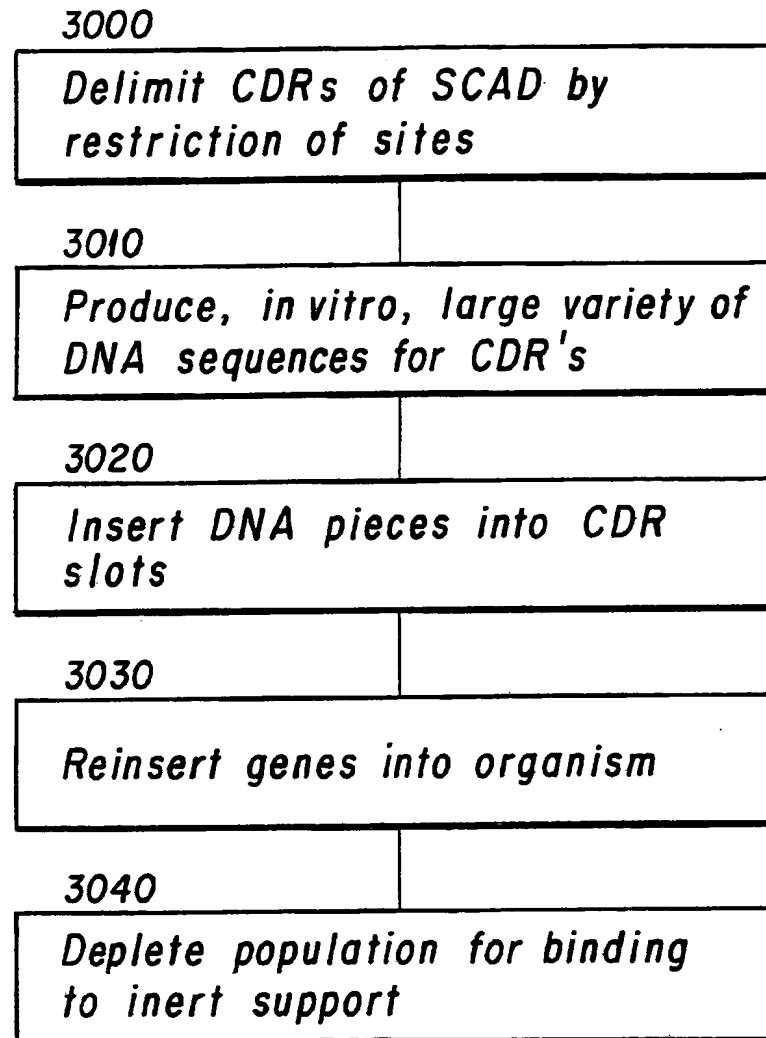 3000
Delimit CDRs of SCAD by
restriction of sites
3010
Produce, in vitro, large variety of
DNA sequences for CDR's
3020
Insert DNA pieces into CDR
slots
3030
Reinsert genes into organism
3040
Deplete population for binding
to inert support